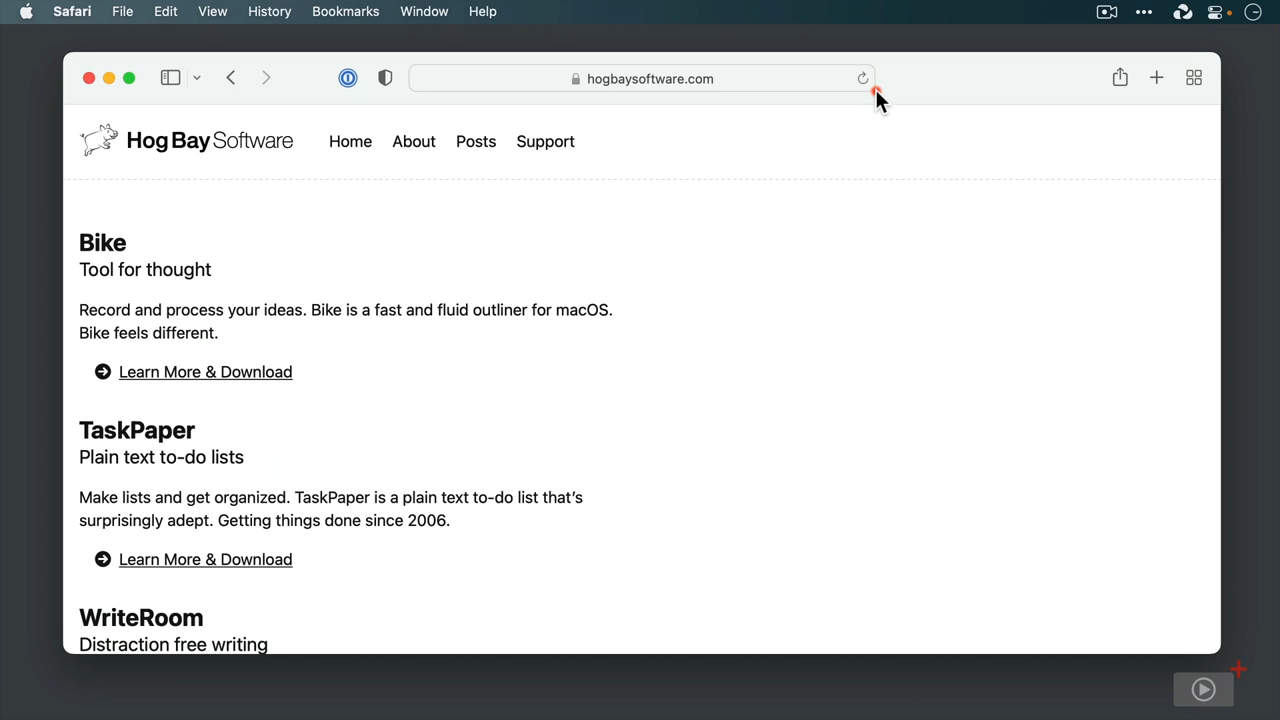 Safari File Edit View History Bookmarks Window Help
hogbaysoftware.com
Hog Bay Software Home About Posts Support
Bike
Tool for thought
Record and process your ideas. Bike is a fast and fluid outliner for macOS.
Bike feels different.
Learn More & Download
TaskPaper
Plain text to-do lists
Make lists and get organized. TaskPaper is a plain text to-do list that’s
surprisingly adept. Getting things done since 2006.
Learn More & Download
WriteRoom
Distraction free writing